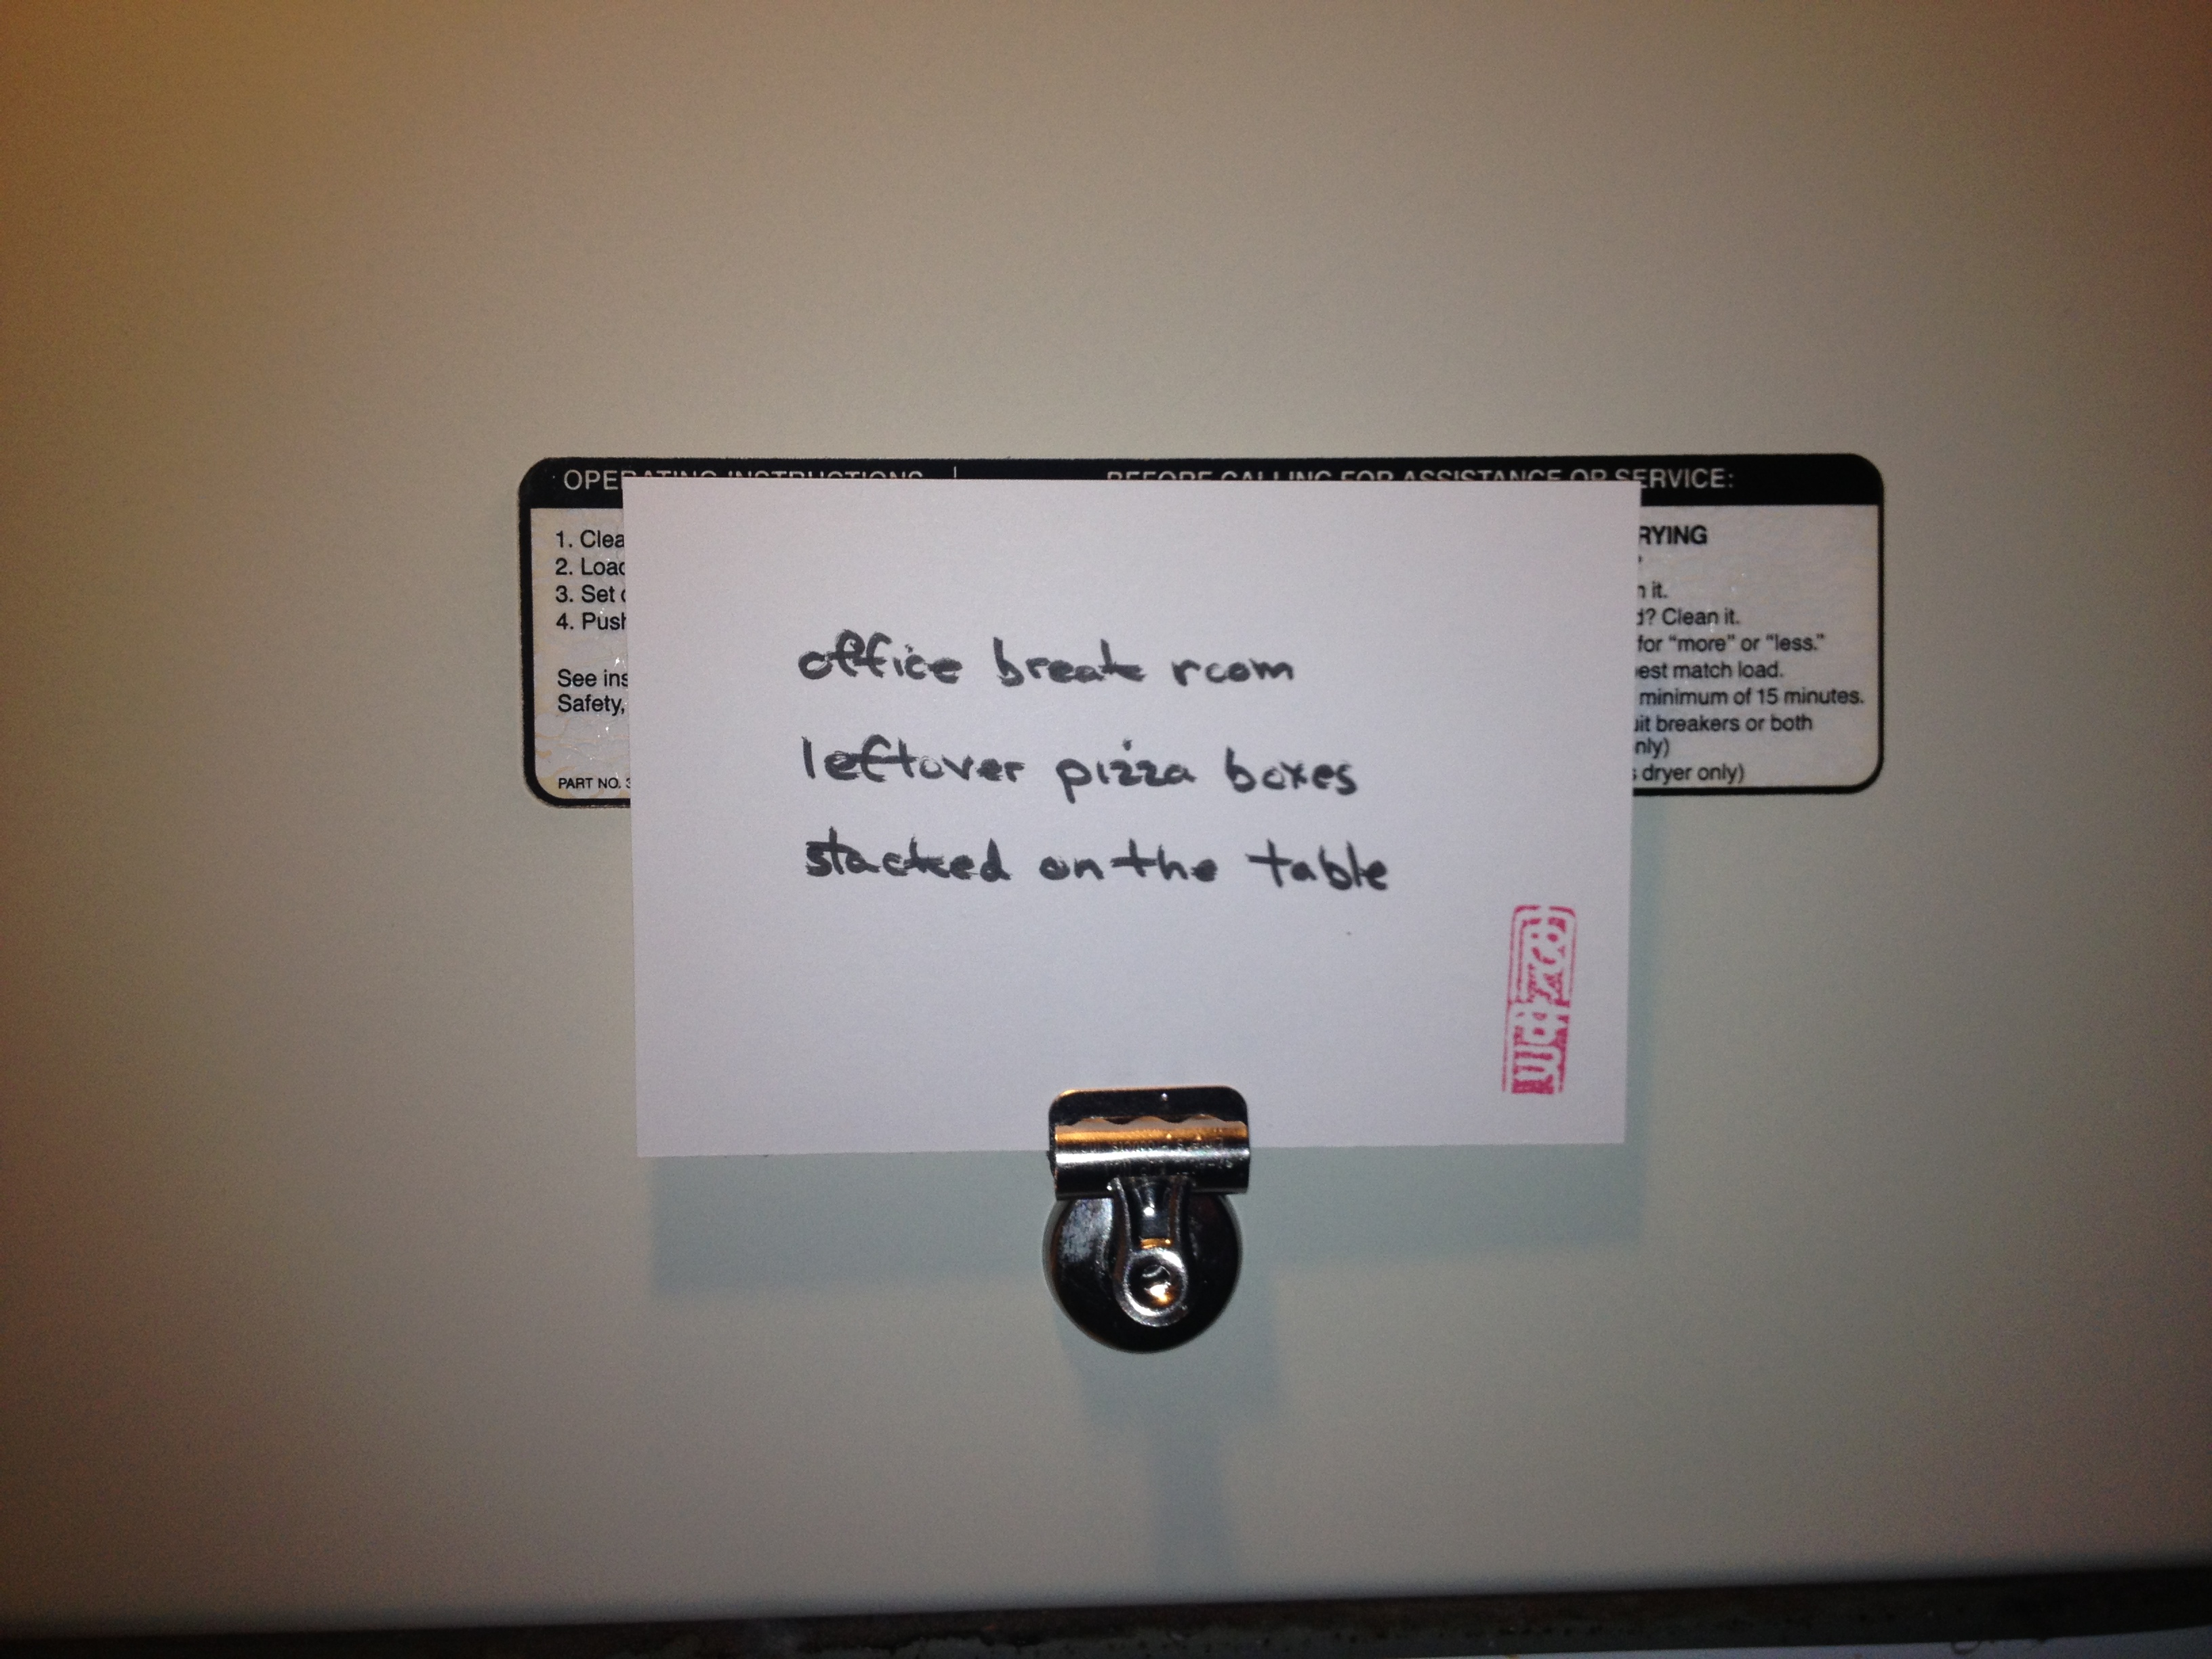 OPERATING INSTRUCTIONS
BEFORE CALLING FOR ASSISTANCE OR SERVICE:
1. Clea
2. Load
3. Set
4. Push
See ins
Safety,
PART NO. 3
office break room
leftover pizza boxes
stacked on the table
RYING
n it.
d? Clean it.
for “more” or “less.”
est match load.
minimum of 15 minutes.
uit breakers or both
nly)
s dryer only)